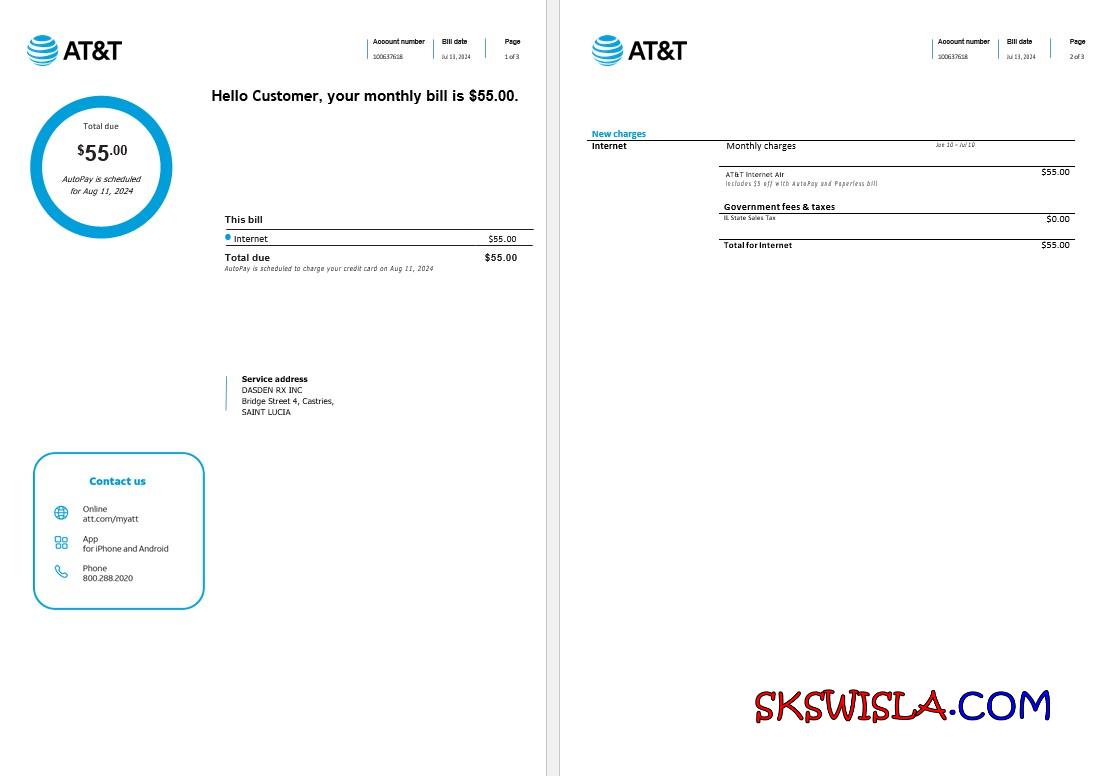 AT&T
Account number Bill date Page
100637618 Jul 13, 2024 1 of 3
Hello Customer, your monthly bill is $55.00.
Total due
$55.00
AutoPay is scheduled
for Aug 11, 2024
This bill
Internet $55.00
Total due $55.00
AutoPay is scheduled to charge your credit card on Aug 11, 2024
Service address
DASDEN RX INC
Bridge Street 4, Castries,
SAINT LUCIA
Contact us
Online
att.com/myatt
App
for iPhone and Android
Phone
800.288.2020
AT&T
Account number Bill date Page
100637618 Jul 13, 2024 2 of 3
New charges
Internet Monthly charges Jun 10 – Jul 10
AT&T Internet Air $55.00
Includes $5 off with AutoPay and Paperless bill
Government fees & taxes
IL State Sales Tax $0.00
Total for Internet $55.00
SKSWISLA.COM